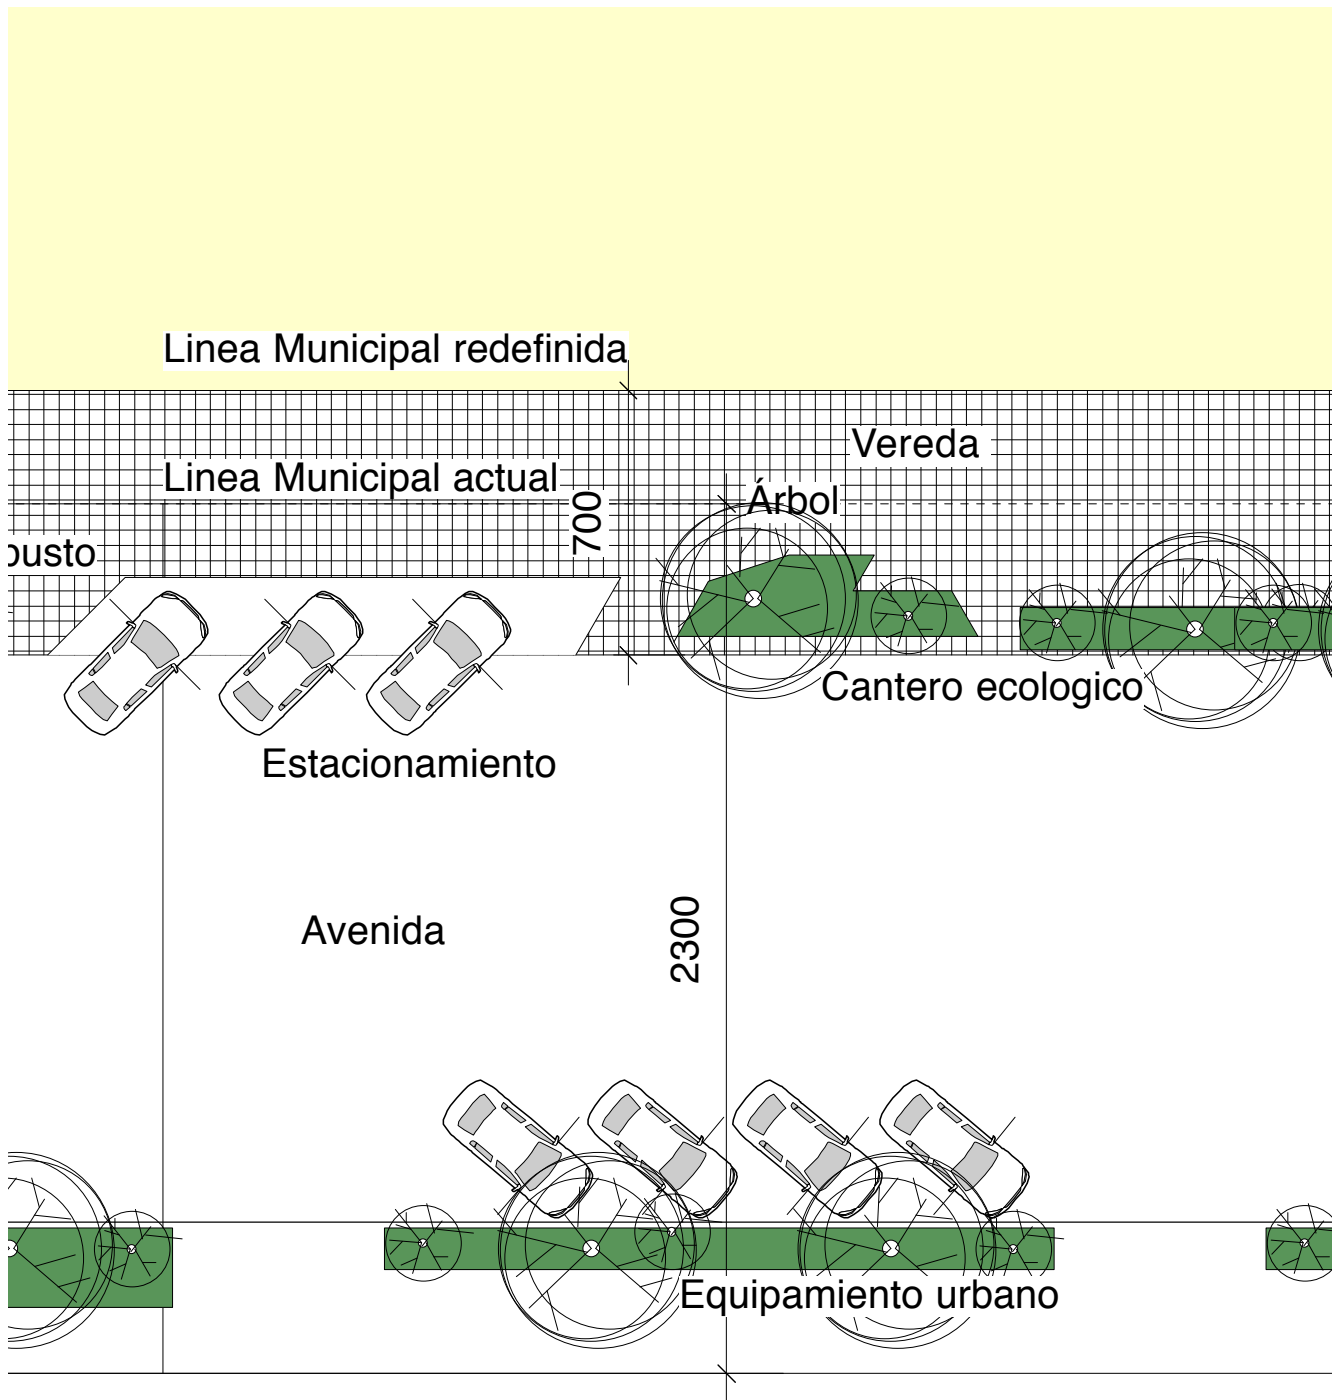 Linea Municipal redefinida
Vereda
Linea Municipal actual
Árbol
700
Cantero ecologico
Estacionamiento
Avenida
2300
Equipamiento urbano